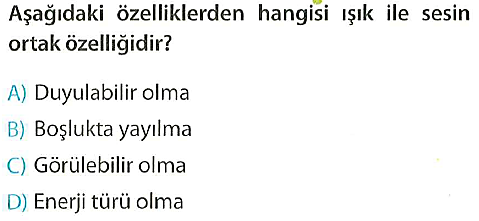 Aşağıdaki özelliklerden hangisi ışık ile sesin
ortak özelliğidir?
A) Duyulabilir olma
B) Boşlukta yayılma
C) Görülebilir olma
D) Enerji türü olma